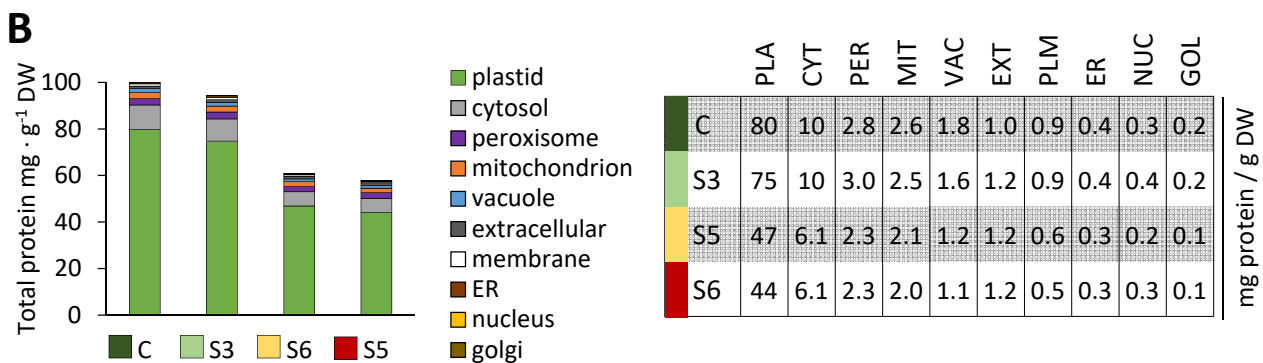 B
Total protein mg · g⁻¹ DW
100
80
60
40
20
0
C S3 S6 S5
plastid
cytosol
peroxisome
mitochondrion
vacuole
extracellular
membrane
ER
nucleus
golgi
PLA CYT PER MIT VAC EXT PLM ER NUC GOL
C 80 10 2.8 2.6 1.8 1.0 0.9 0.4 0.3 0.2
S3 75 10 3.0 2.5 1.6 1.2 0.9 0.4 0.4 0.2
S5 47 6.1 2.3 2.1 1.2 1.2 0.6 0.3 0.2 0.1
S6 44 6.1 2.3 2.0 1.1 1.2 0.5 0.3 0.3 0.1
mg protein / g DW